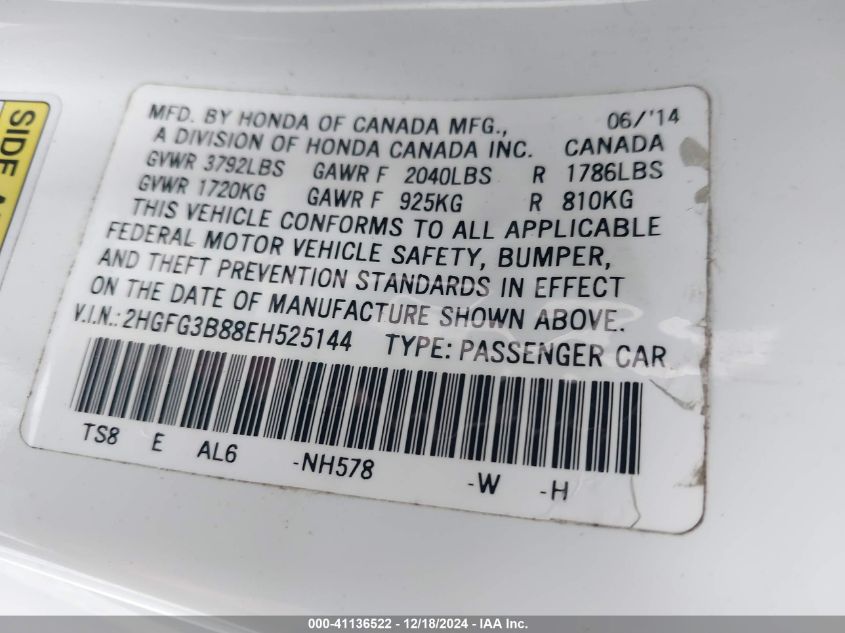 SIDE
MFD. BY HONDA OF CANADA MFG., 06/'14
A DIVISION OF HONDA CANADA INC. CANADA
GVWR 3792LBS GAWR F 2040LBS R 1786LBS
GVWR 1720KG GAWR F 925KG R 810KG
THIS VEHICLE CONFORMS TO ALL APPLICABLE
FEDERAL MOTOR VEHICLE SAFETY, BUMPER,
AND THEFT PREVENTION STANDARDS IN EFFECT
ON THE DATE OF MANUFACTURE SHOWN ABOVE.
V.I.N.: 2HGFG3B88EH525144 TYPE: PASSENGER CAR
TS8 E AL6 -NH578 -W -H
000-41136522 - 12/18/2024 - IAA Inc.